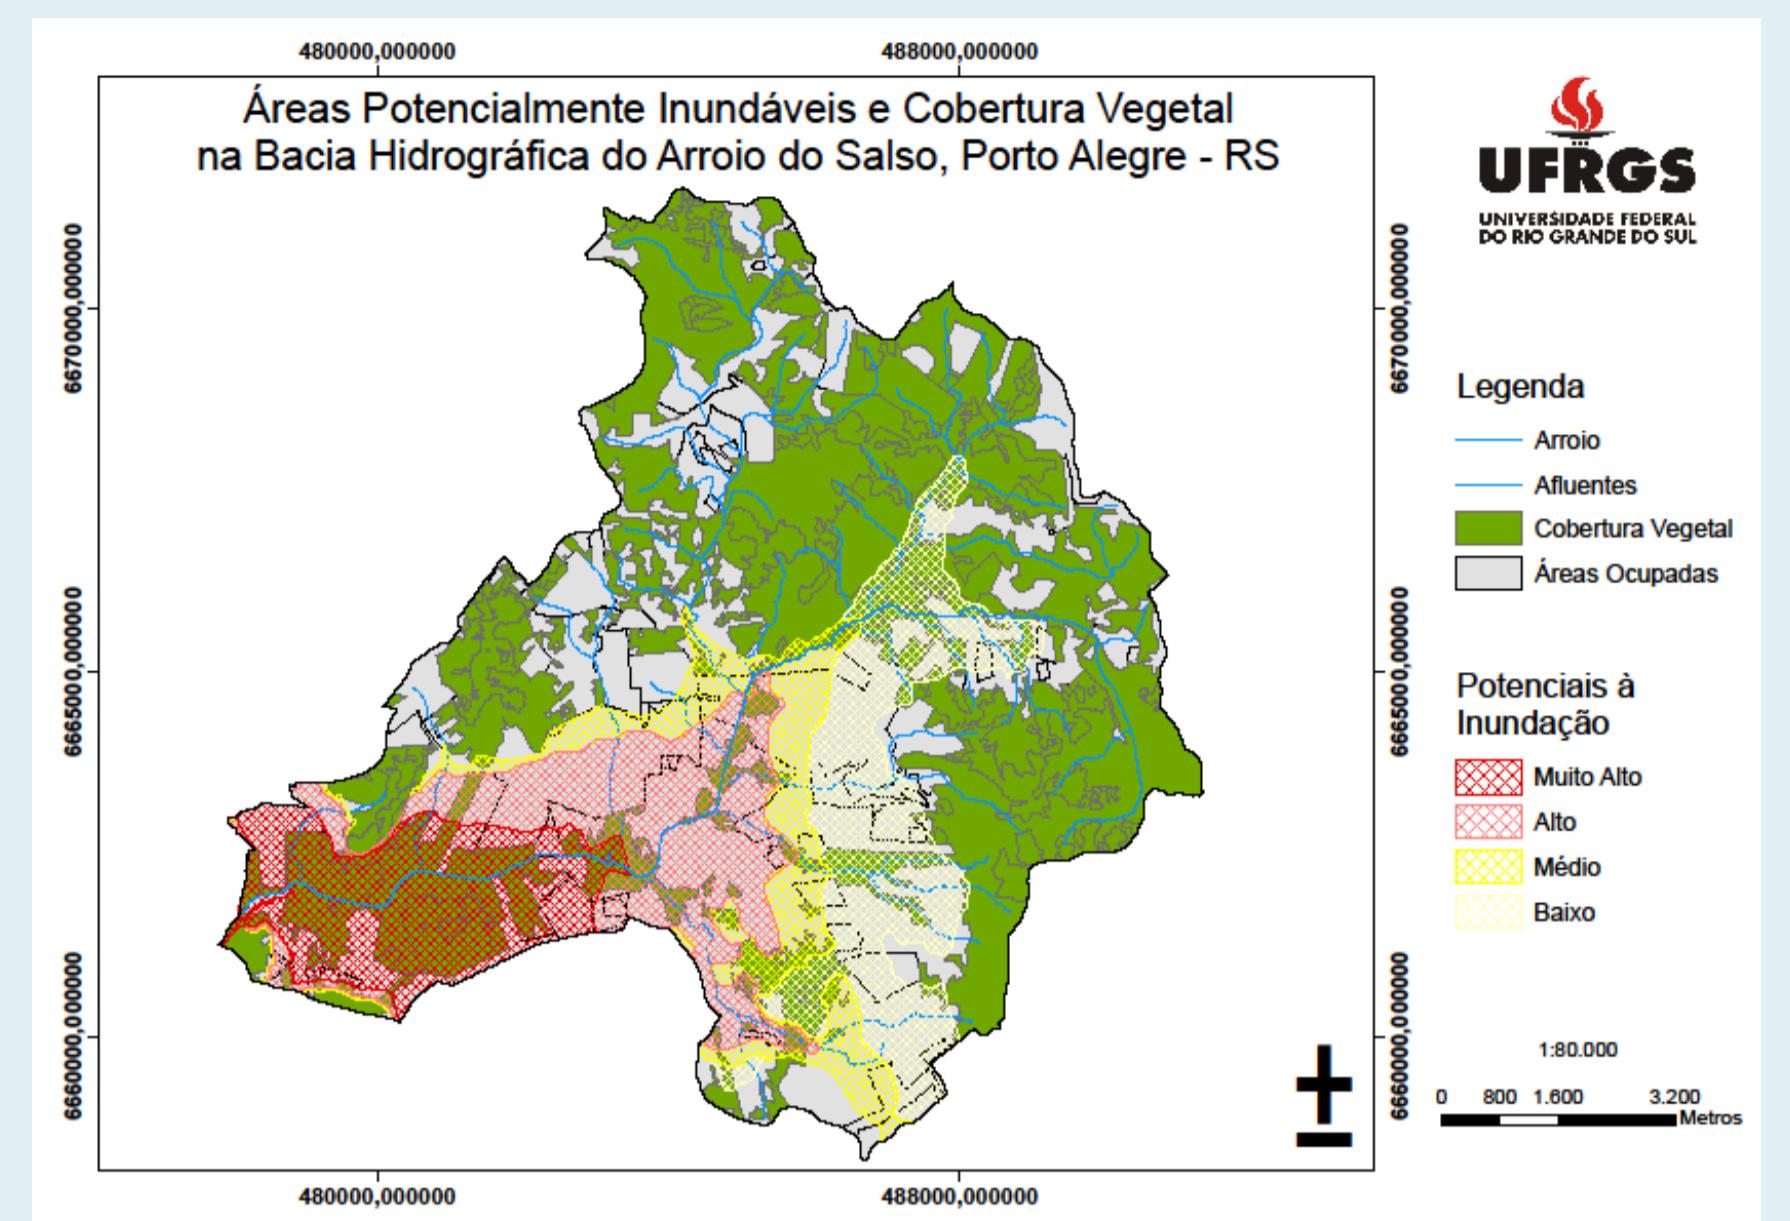 480000,000000
488000,000000
Áreas Potencialmente Inundáveis e Cobertura Vegetal
na Bacia Hidrográfica do Arroio do Salso, Porto Alegre - RS
6670000,000000
6665000,000000
6660000,000000
6670000,000000
6665000,000000
6660000,000000
480000,000000
488000,000000
UFRGS
UNIVERSIDADE FEDERAL
DO RIO GRANDE DO SUL
Legenda
Arroio
Afluentes
Cobertura Vegetal
Áreas Ocupadas
Potenciais à
Inundação
Muito Alto
Alto
Médio
Baixo
1:80.000
0 800 1.600 3.200
Metros